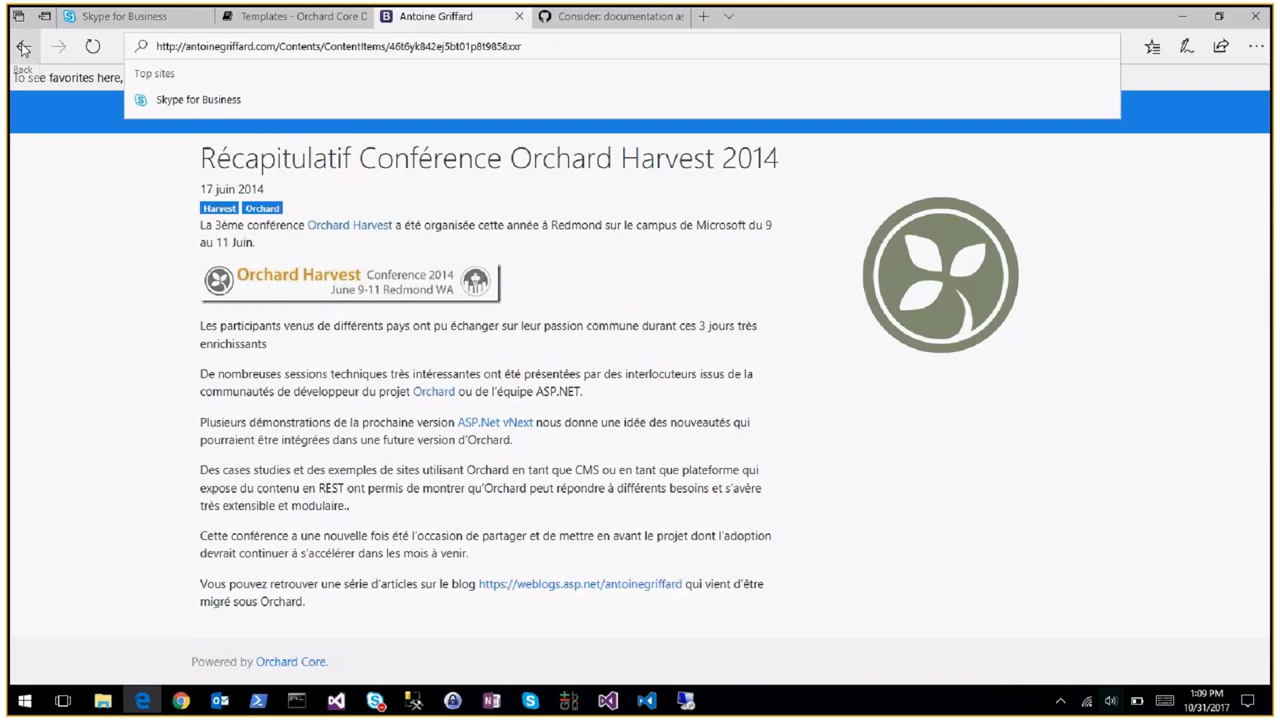 Skype for Business
Templates - Orchard Core D
Antoine Griffard
Consider: documentation as
http://antoinegriffard.com/Contents/ContentItems/46t6yk842ej5bt01p8t9858xxr
Back
To see favorites here,
Top sites
Skype for Business
Récapitulatif Conférence Orchard Harvest 2014
17 juin 2014
Harvest Orchard
La 3ème conférence Orchard Harvest a été organisée cette année à Redmond sur le campus de Microsoft du 9
au 11 Juin.
Orchard Harvest Conference 2014
June 9-11 Redmond WA
Les participants venus de différents pays ont pu échanger sur leur passion commune durant ces 3 jours très
enrichissants
De nombreuses sessions techniques très intéressantes ont été présentées par des interlocuteurs issus de la
communautés de développeur du projet Orchard ou de l'équipe ASP.NET.
Plusieurs démonstrations de la prochaine version ASP.Net vNext nous donne une idée des nouveautés qui
pourraient être intégrées dans une future version d'Orchard.
Des cases studies et des exemples de sites utilisant Orchard en tant que CMS ou en tant que plateforme qui
expose du contenu en REST ont permis de montrer qu'Orchard peut répondre à différents besoins et s'avère
très extensible et modulaire..
Cette conférence a une nouvelle fois été l'occasion de partager et de mettre en avant le projet dont l'adoption
devrait continuer à s'accélérer dans les mois à venir.
Vous pouvez retrouver une série d'articles sur le blog https://weblogs.asp.net/antoinegriffard qui vient d'être
migré sous Orchard.
Powered by Orchard Core.
1:09 PM
10/31/2017